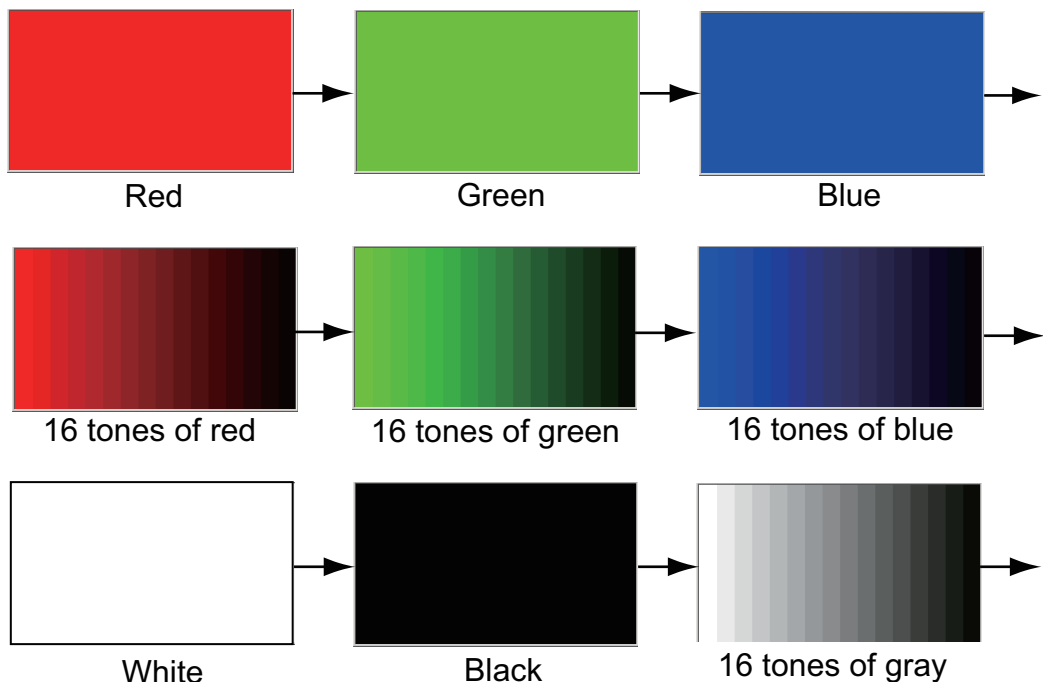 Red
Green
Blue
16 tones of red
16 tones of green
16 tones of blue
White
Black
16 tones of gray